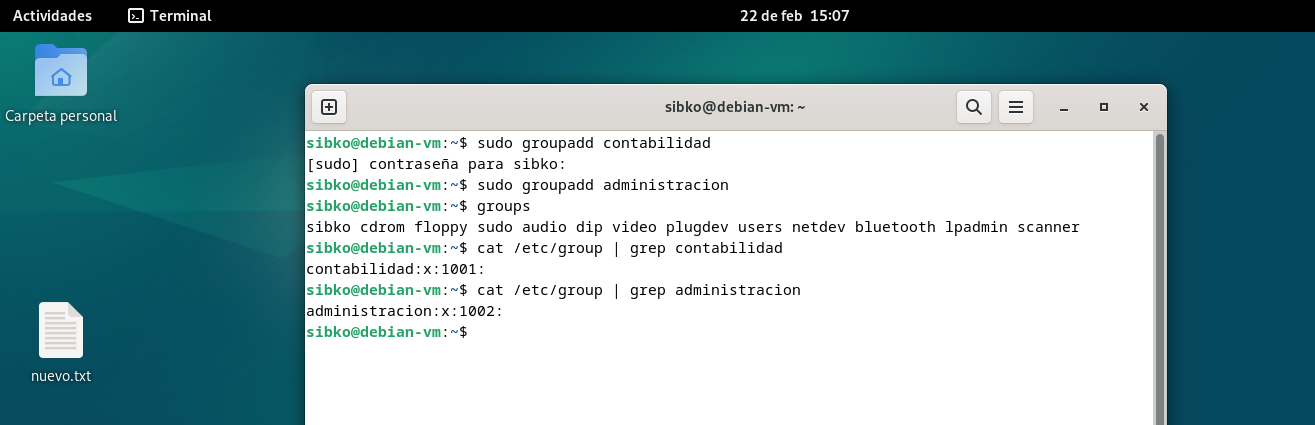 Actividades
Terminal
22 de feb 15:07
Carpeta personal
nuevo.txt
sibko@debian-vm: ~
sibko@debian-vm:~$ sudo groupadd contabilidad
[sudo] contraseña para sibko:
sibko@debian-vm:~$ sudo groupadd administracion
sibko@debian-vm:~$ groups
sibko cdrom floppy sudo audio dip video plugdev users netdev bluetooth lpadmin scanner
sibko@debian-vm:~$ cat /etc/group | grep contabilidad
contabilidad:x:1001:
sibko@debian-vm:~$ cat /etc/group | grep administracion
administracion:x:1002:
sibko@debian-vm:~$